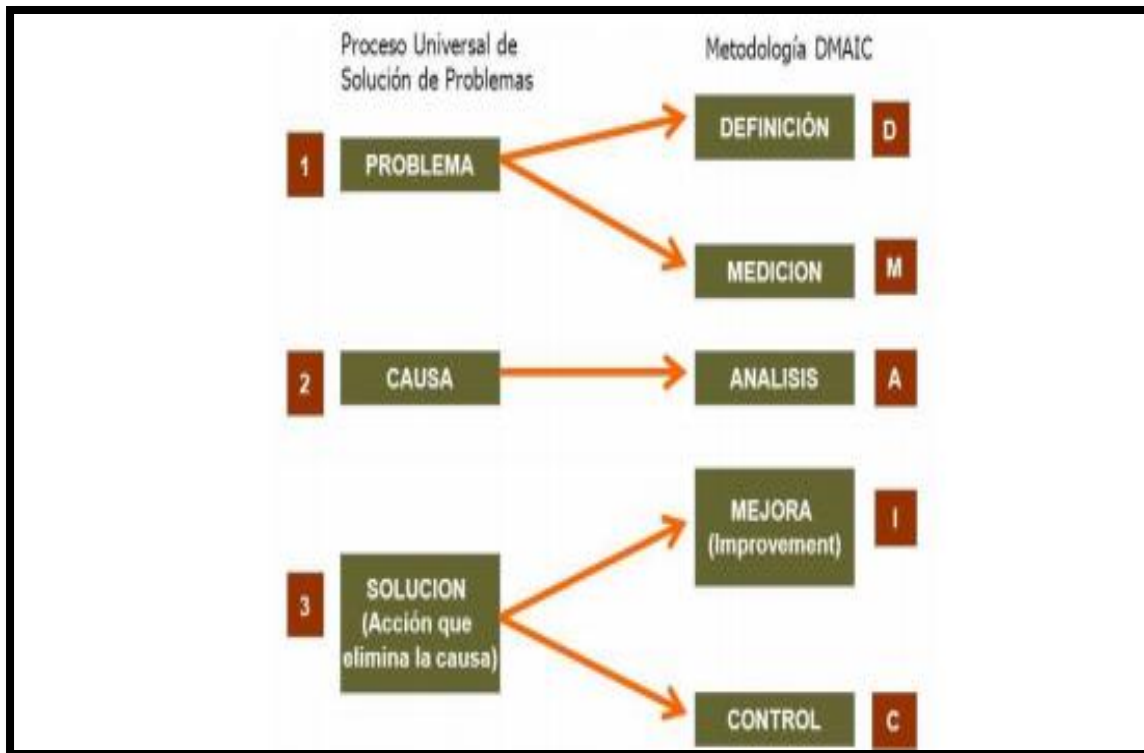 Proceso Universal de
Solución de Problemas
Metodología DMAIC
1
PROBLEMA
DEFINICIÓN
D
MEDICION
M
2
CAUSA
ANALISIS
A
3
SOLUCION
(Acción que
elimina la causa)
MEJORA
(Improvement)
I
CONTROL
C